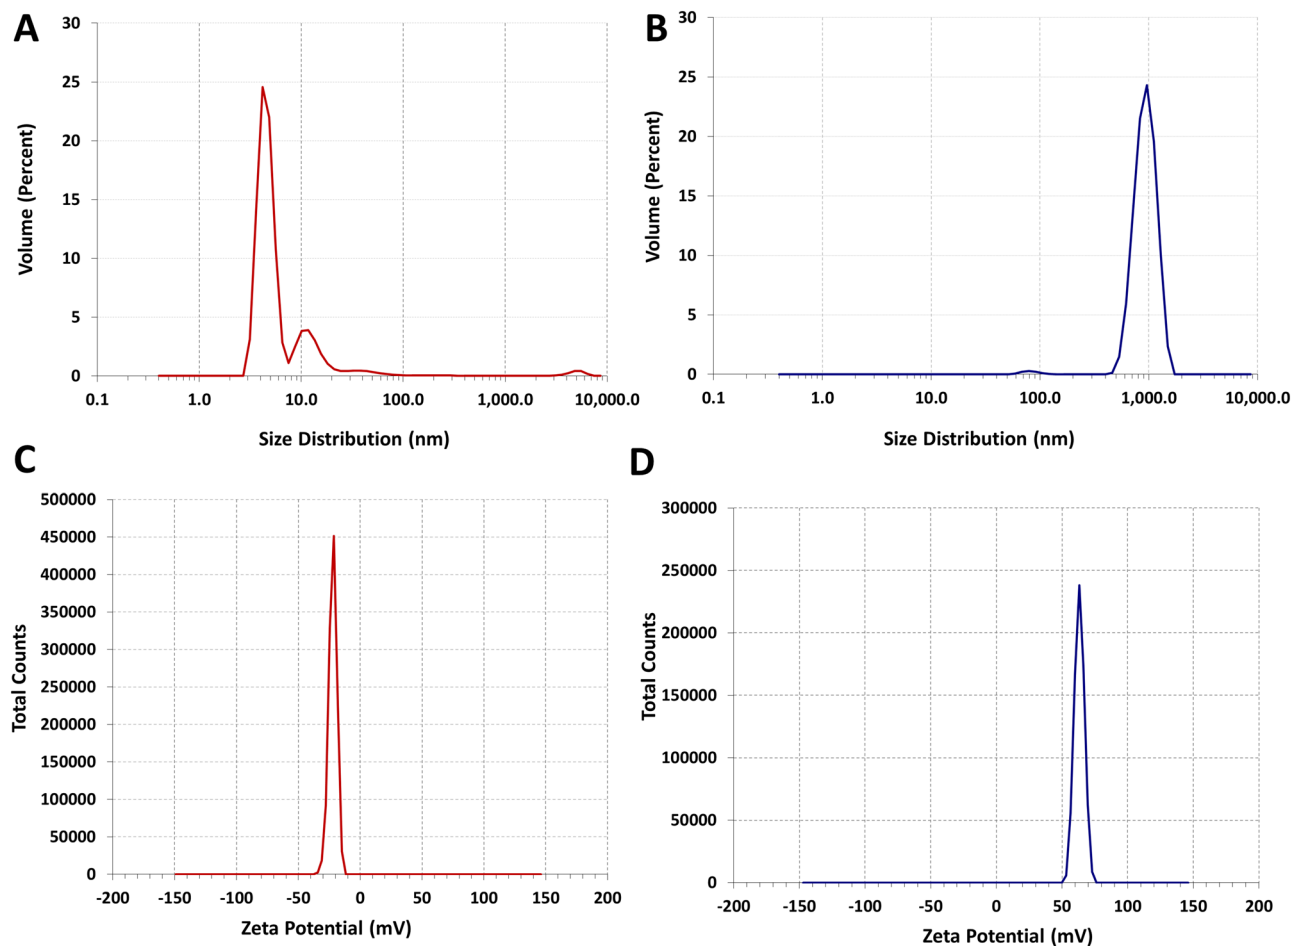 A
30
25
20
15
10
5
0
Volume (Percent)
0.1 1.0 10.0 100.0 1,000.0 10,000.0
Size Distribution (nm)
B
30
25
20
15
10
5
0
Volume (Percent)
0.1 1.0 10.0 100.0 1,000.0 10,000.0
Size Distribution (nm)
C
500000
450000
400000
350000
300000
250000
200000
150000
100000
50000
0
Total Counts
-200 -150 -100 -50 0 50 100 150 200
Zeta Potential (mV)
D
300000
250000
200000
150000
100000
50000
0
Total Counts
-200 -150 -100 -50 0 50 100 150 200
Zeta Potential (mV)